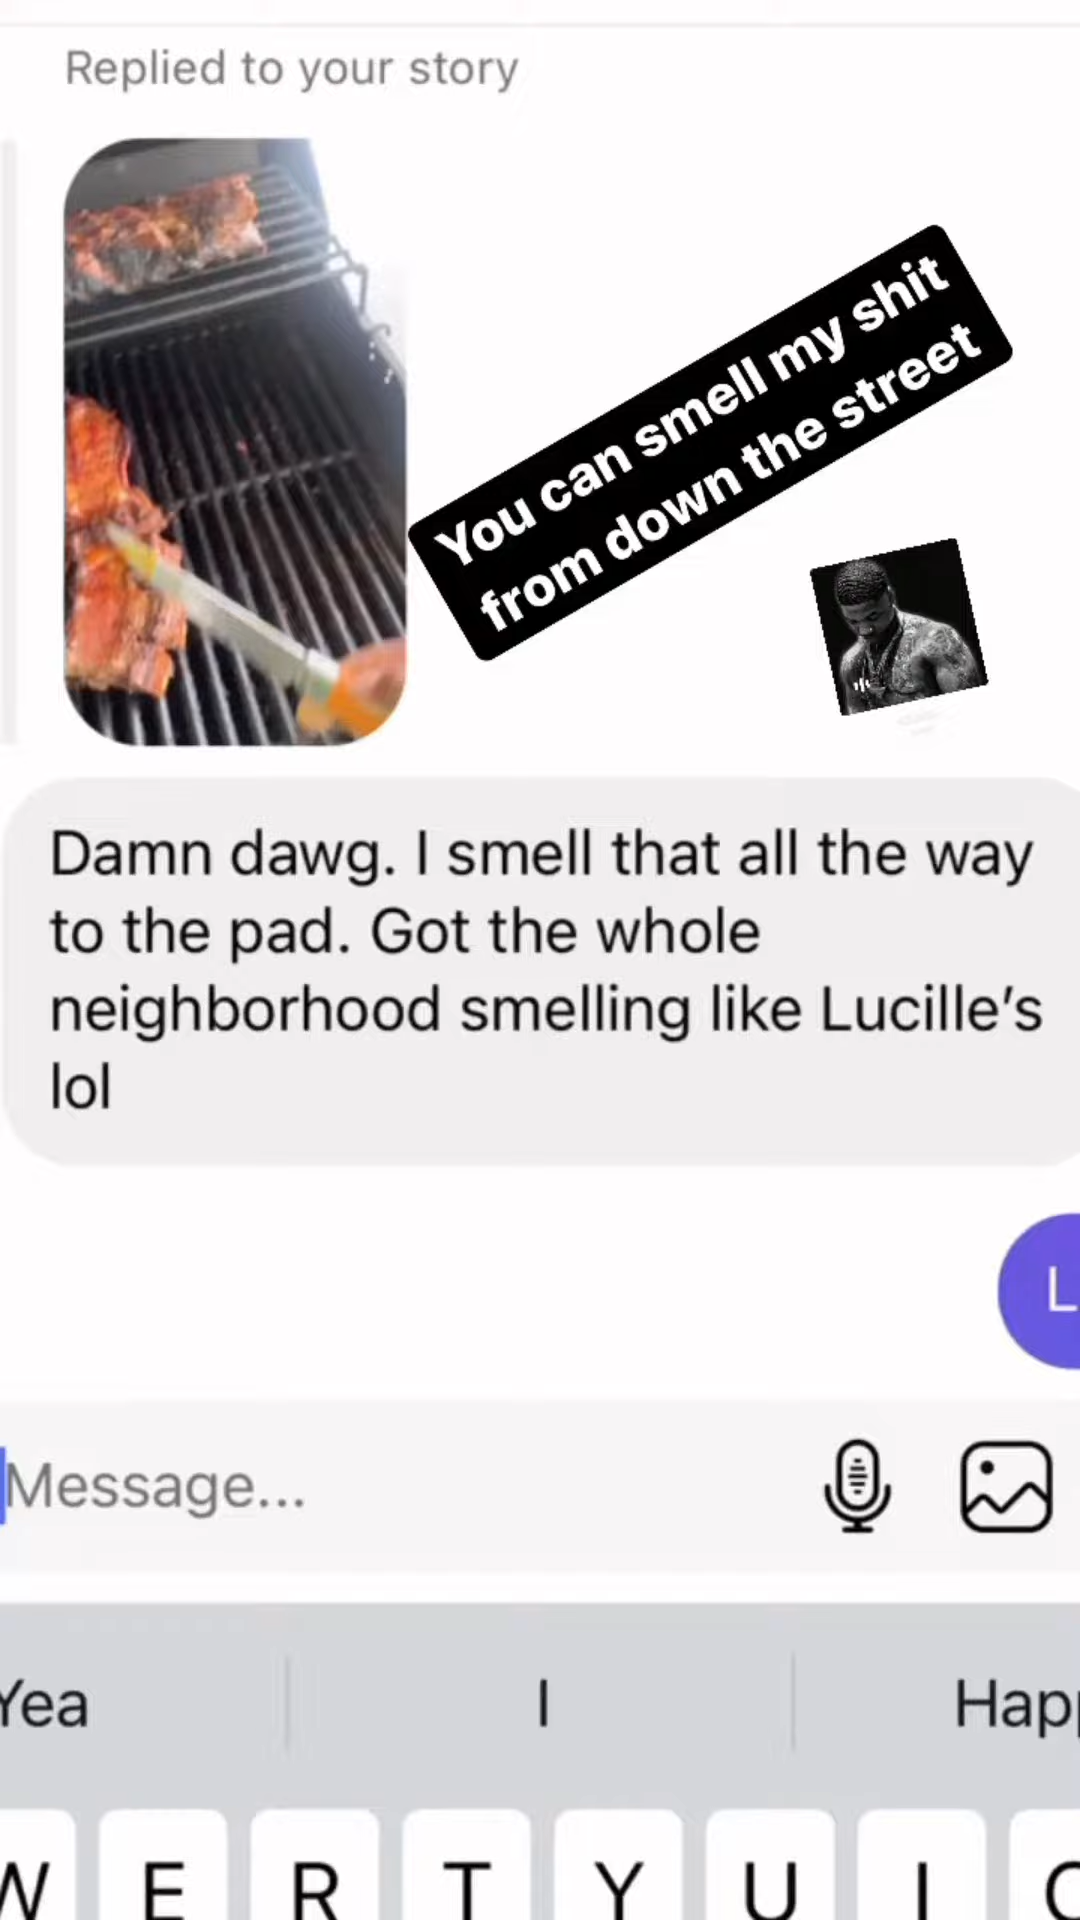 Replied to your story
You can smell my shit
from down the street
Damn dawg. I smell that all the way
to the pad. Got the whole
neighborhood smelling like Lucille’s
lol
L
Message...
Yea
I
Hap
W E R T Y U I O